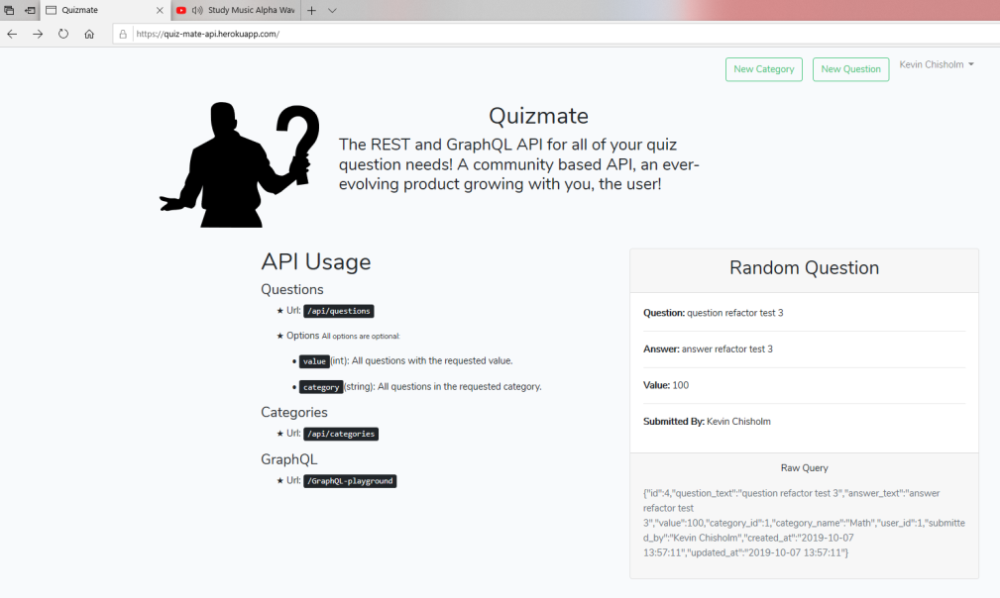 Quizmate
Study Music Alpha Wav
https://quiz-mate-api.herokuapp.com/
New Category
New Question
Kevin Chisholm
Quizmate
The REST and GraphQL API for all of your quiz
question needs! A community based API, an ever-
evolving product growing with you, the user!
API Usage
Questions
★ Url: /api/questions
★ Options All options are optional:
• value (int): All questions with the requested value.
• category (string): All questions in the requested category.
Categories
★ Url: /api/categories
GraphQL
★ Url: /GraphQL-playground
Random Question
Question: question refactor test 3
Answer: answer refactor test 3
Value: 100
Submitted By: Kevin Chisholm
Raw Query
{"id":4,"question_text":"question refactor test 3","answer_text":"answer
refactor test
3","value":100,"category_id":1,"category_name":"Math","user_id":1,"submitte
d_by":"Kevin Chisholm","created_at":"2019-10-07
13:57:11","updated_at":"2019-10-07 13:57:11"}